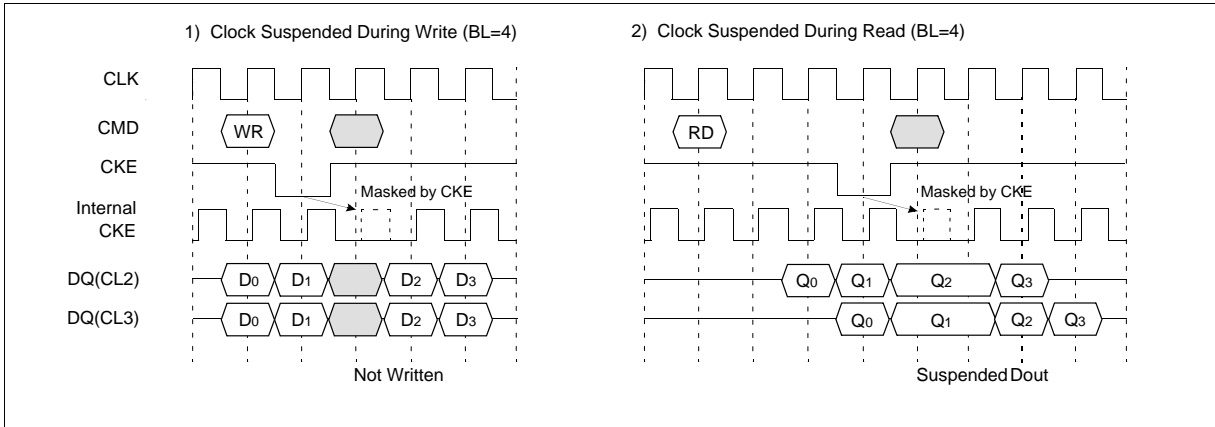 1) Clock Suspended During Write (BL=4)
2) Clock Suspended During Read (BL=4)
CLK
CMD
WR
RD
CKE
Masked by CKE
Masked by CKE
Internal
CKE
DQ(CL2)
D0 D1 D2 D3
Q0 Q1 Q2 Q3
DQ(CL3)
D0 D1 D2 D3
Q0 Q1 Q2 Q3
Not Written
Suspended Dout